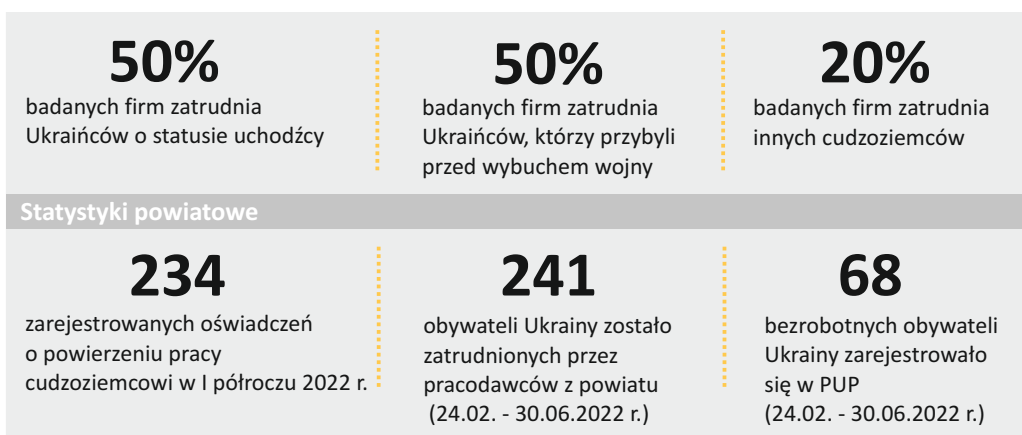 50%
badanych firm zatrudnia
Ukraińców o statusie uchodźcy
50%
badanych firm zatrudnia
Ukraińców, którzy przybyli
przed wybuchem wojny
20%
badanych firm zatrudnia
innych cudzoziemców
Statystyki powiatowe
234
zarejestrowanych oświadczeń
o powierzeniu pracy
cudzoziemcowi w I półroczu 2022 r.
241
obywateli Ukrainy zostało
zatrudnionych przez
pracodawców z powiatu
(24.02. - 30.06.2022 r.)
68
bezrobotnych obywateli
Ukrainy zarejestrowało
się w PUP
(24.02. - 30.06.2022 r.)